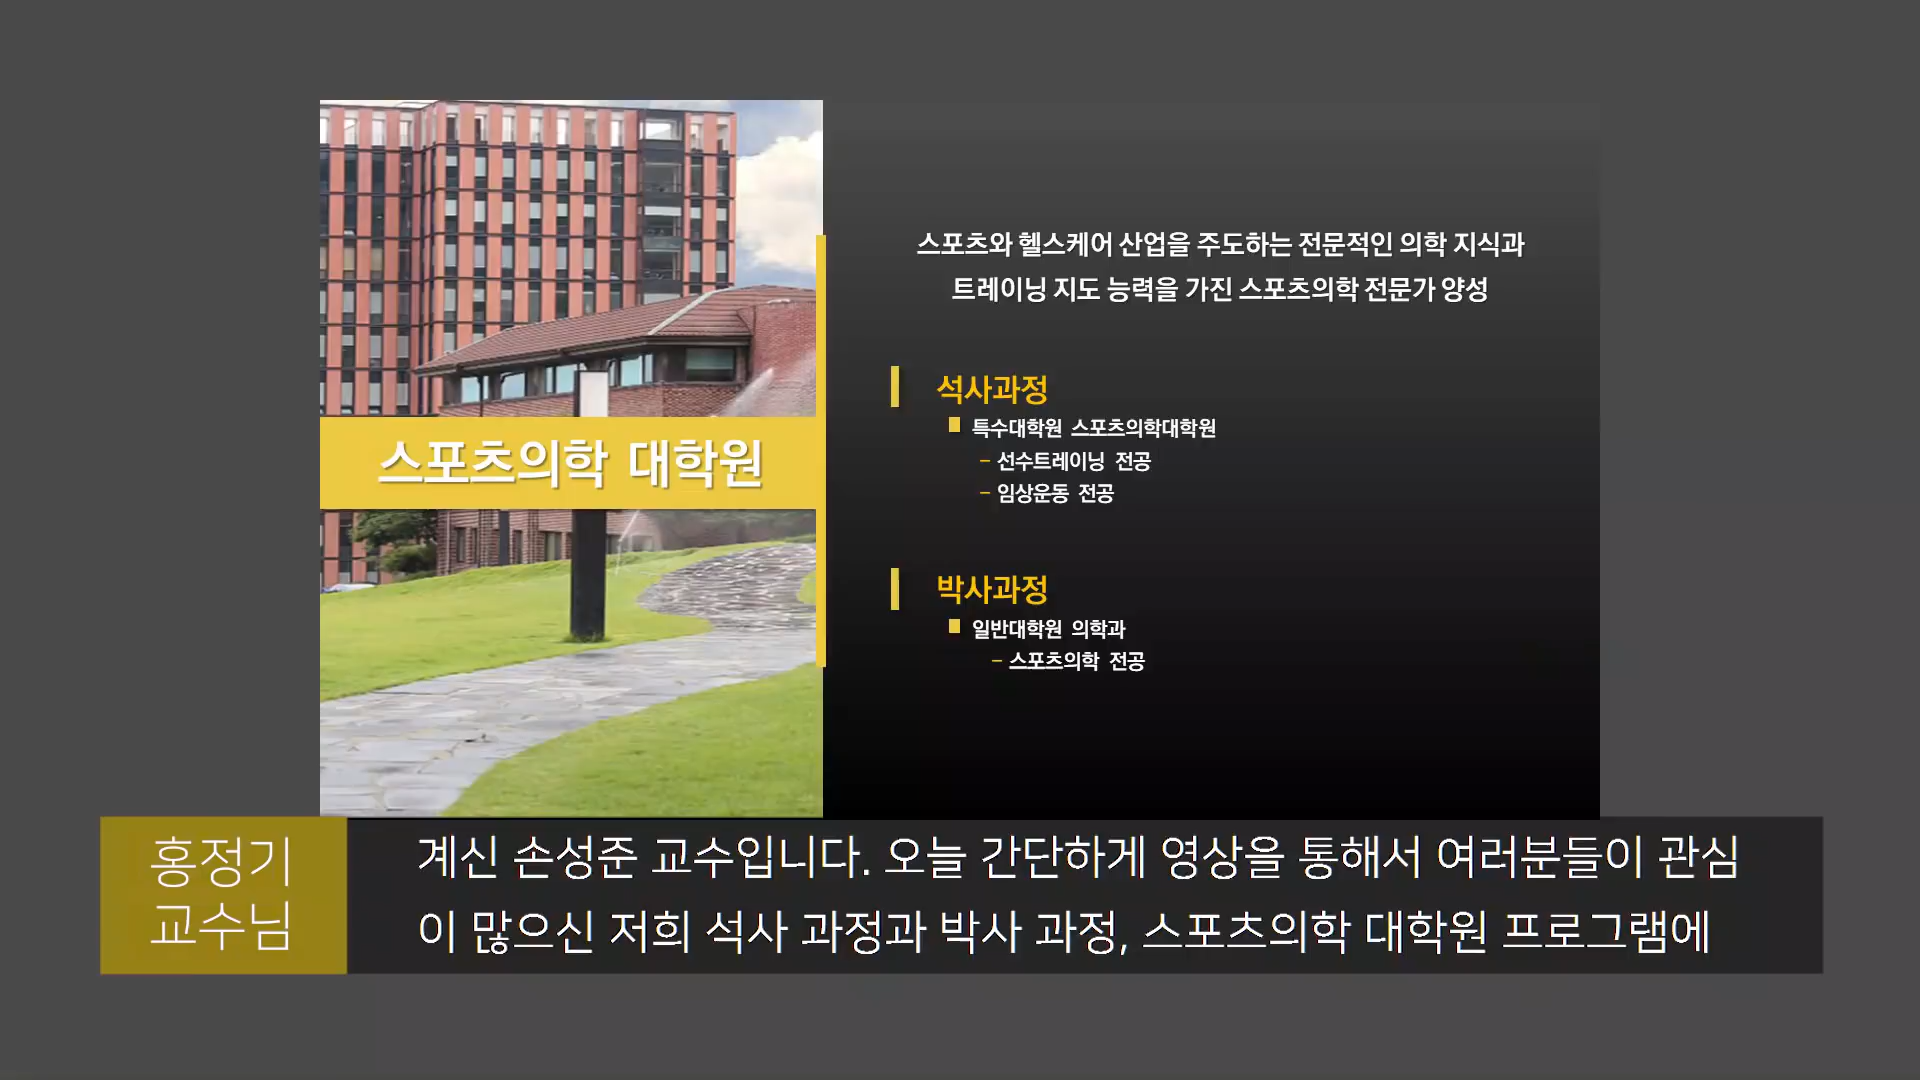 스포츠의학 대학원
스포츠와 헬스케어 산업을 주도하는 전문적인 의학 지식과
트레이닝 지도 능력을 가진 스포츠의학 전문가 양성
석사과정
특수대학원 스포츠의학대학원
– 선수트레이닝 전공
– 임상운동 전공
박사과정
일반대학원 의학과
– 스포츠의학 전공
홍정기
교수님
계신 손성준 교수입니다. 오늘 간단하게 영상을 통해서 여러분들이 관심
이 많으신 저희 석사 과정과 박사 과정, 스포츠의학 대학원 프로그램에